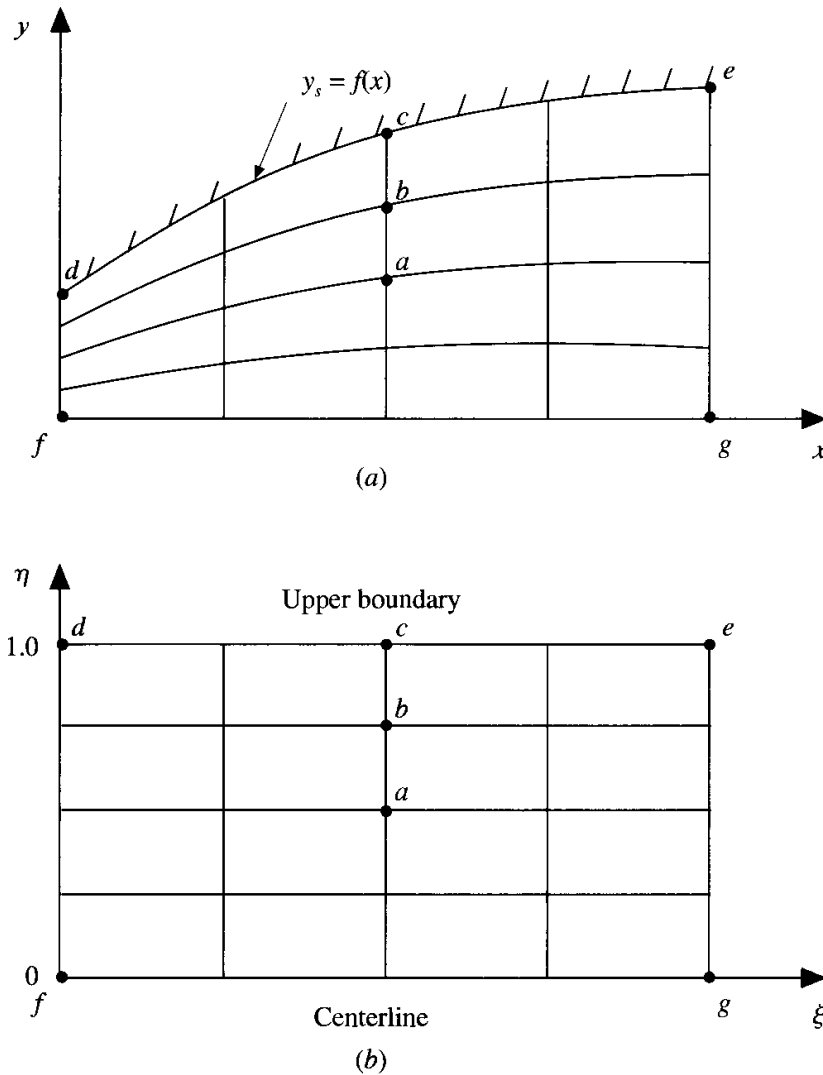 y
y_s = f(x)
e
c
b
a
d
f
g
x
(a)
η
Upper boundary
1.0
d
c
e
b
a
0
f
Centerline
g
ξ
(b)